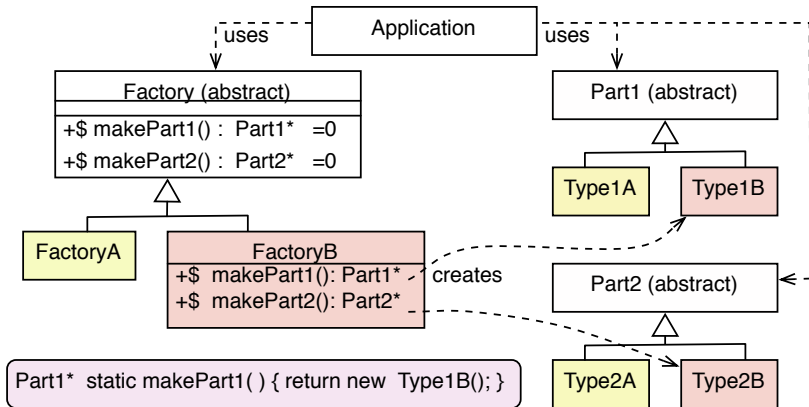 Application
uses
uses
Factory (abstract)
+$ makePart1() :  Part1*   =0
+$ makePart2() :  Part2*   =0
Part1 (abstract)
Type1A
Type1B
FactoryA
FactoryB
+$  makePart1(): Part1*
+$  makePart2(): Part2*
creates
Part2 (abstract)
Type2A
Type2B
Part1*  static makePart1( ) { return new  Type1B(); }